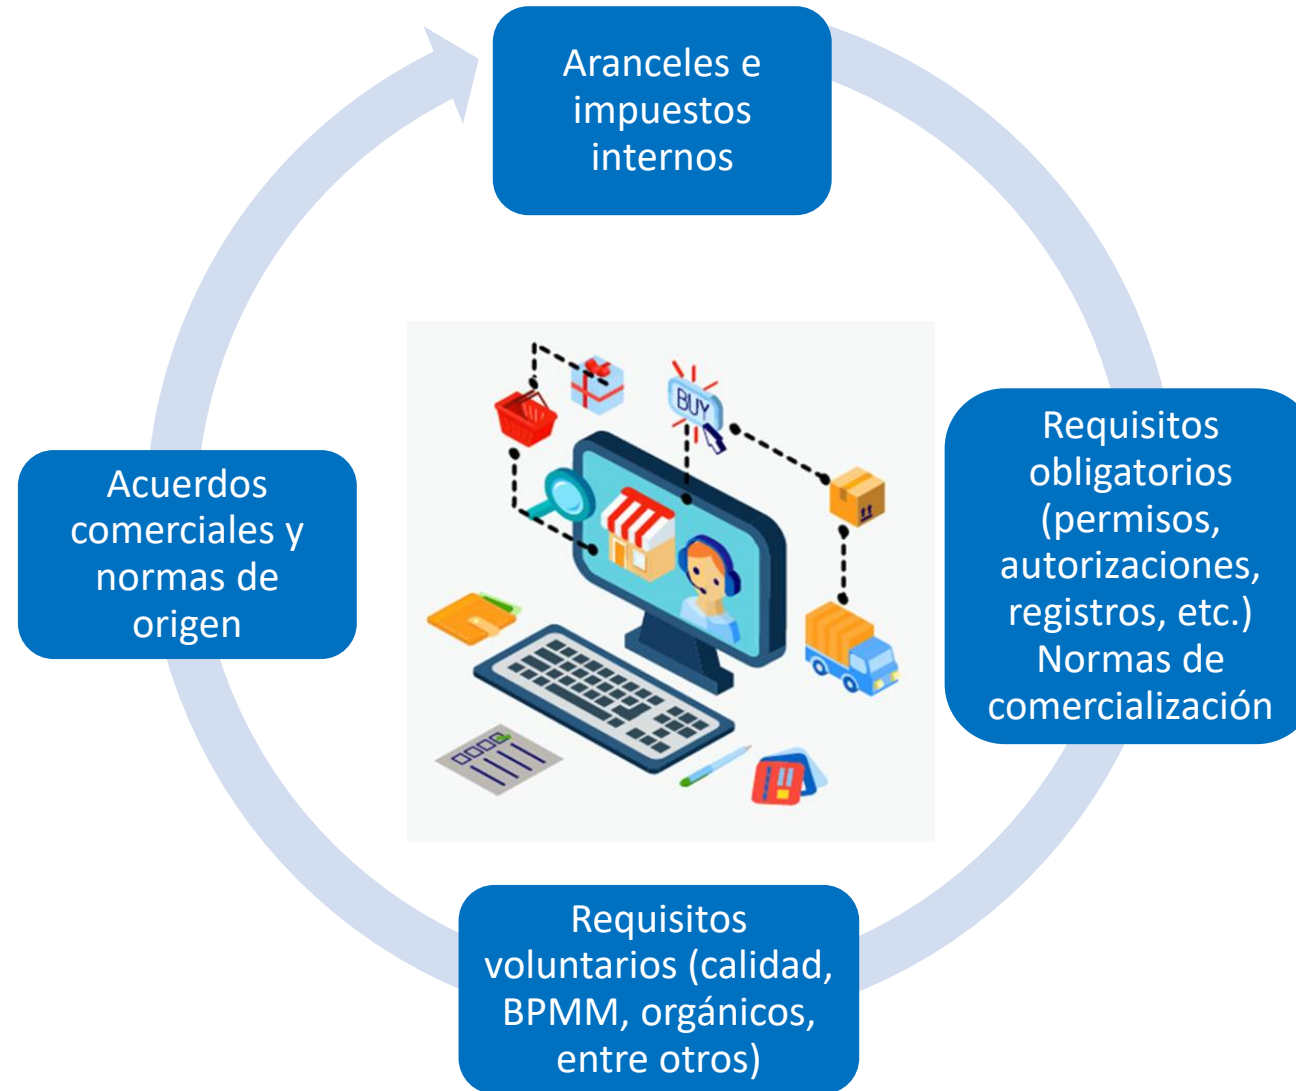 Aranceles e
impuestos
internos
BUY
Requisitos
obligatorios
(permisos,
autorizaciones,
registros, etc.)
Normas de
comercialización
Requisitos
voluntarios (calidad,
BPMM, orgánicos,
entre otros)
Acuerdos
comerciales y
normas de
origen